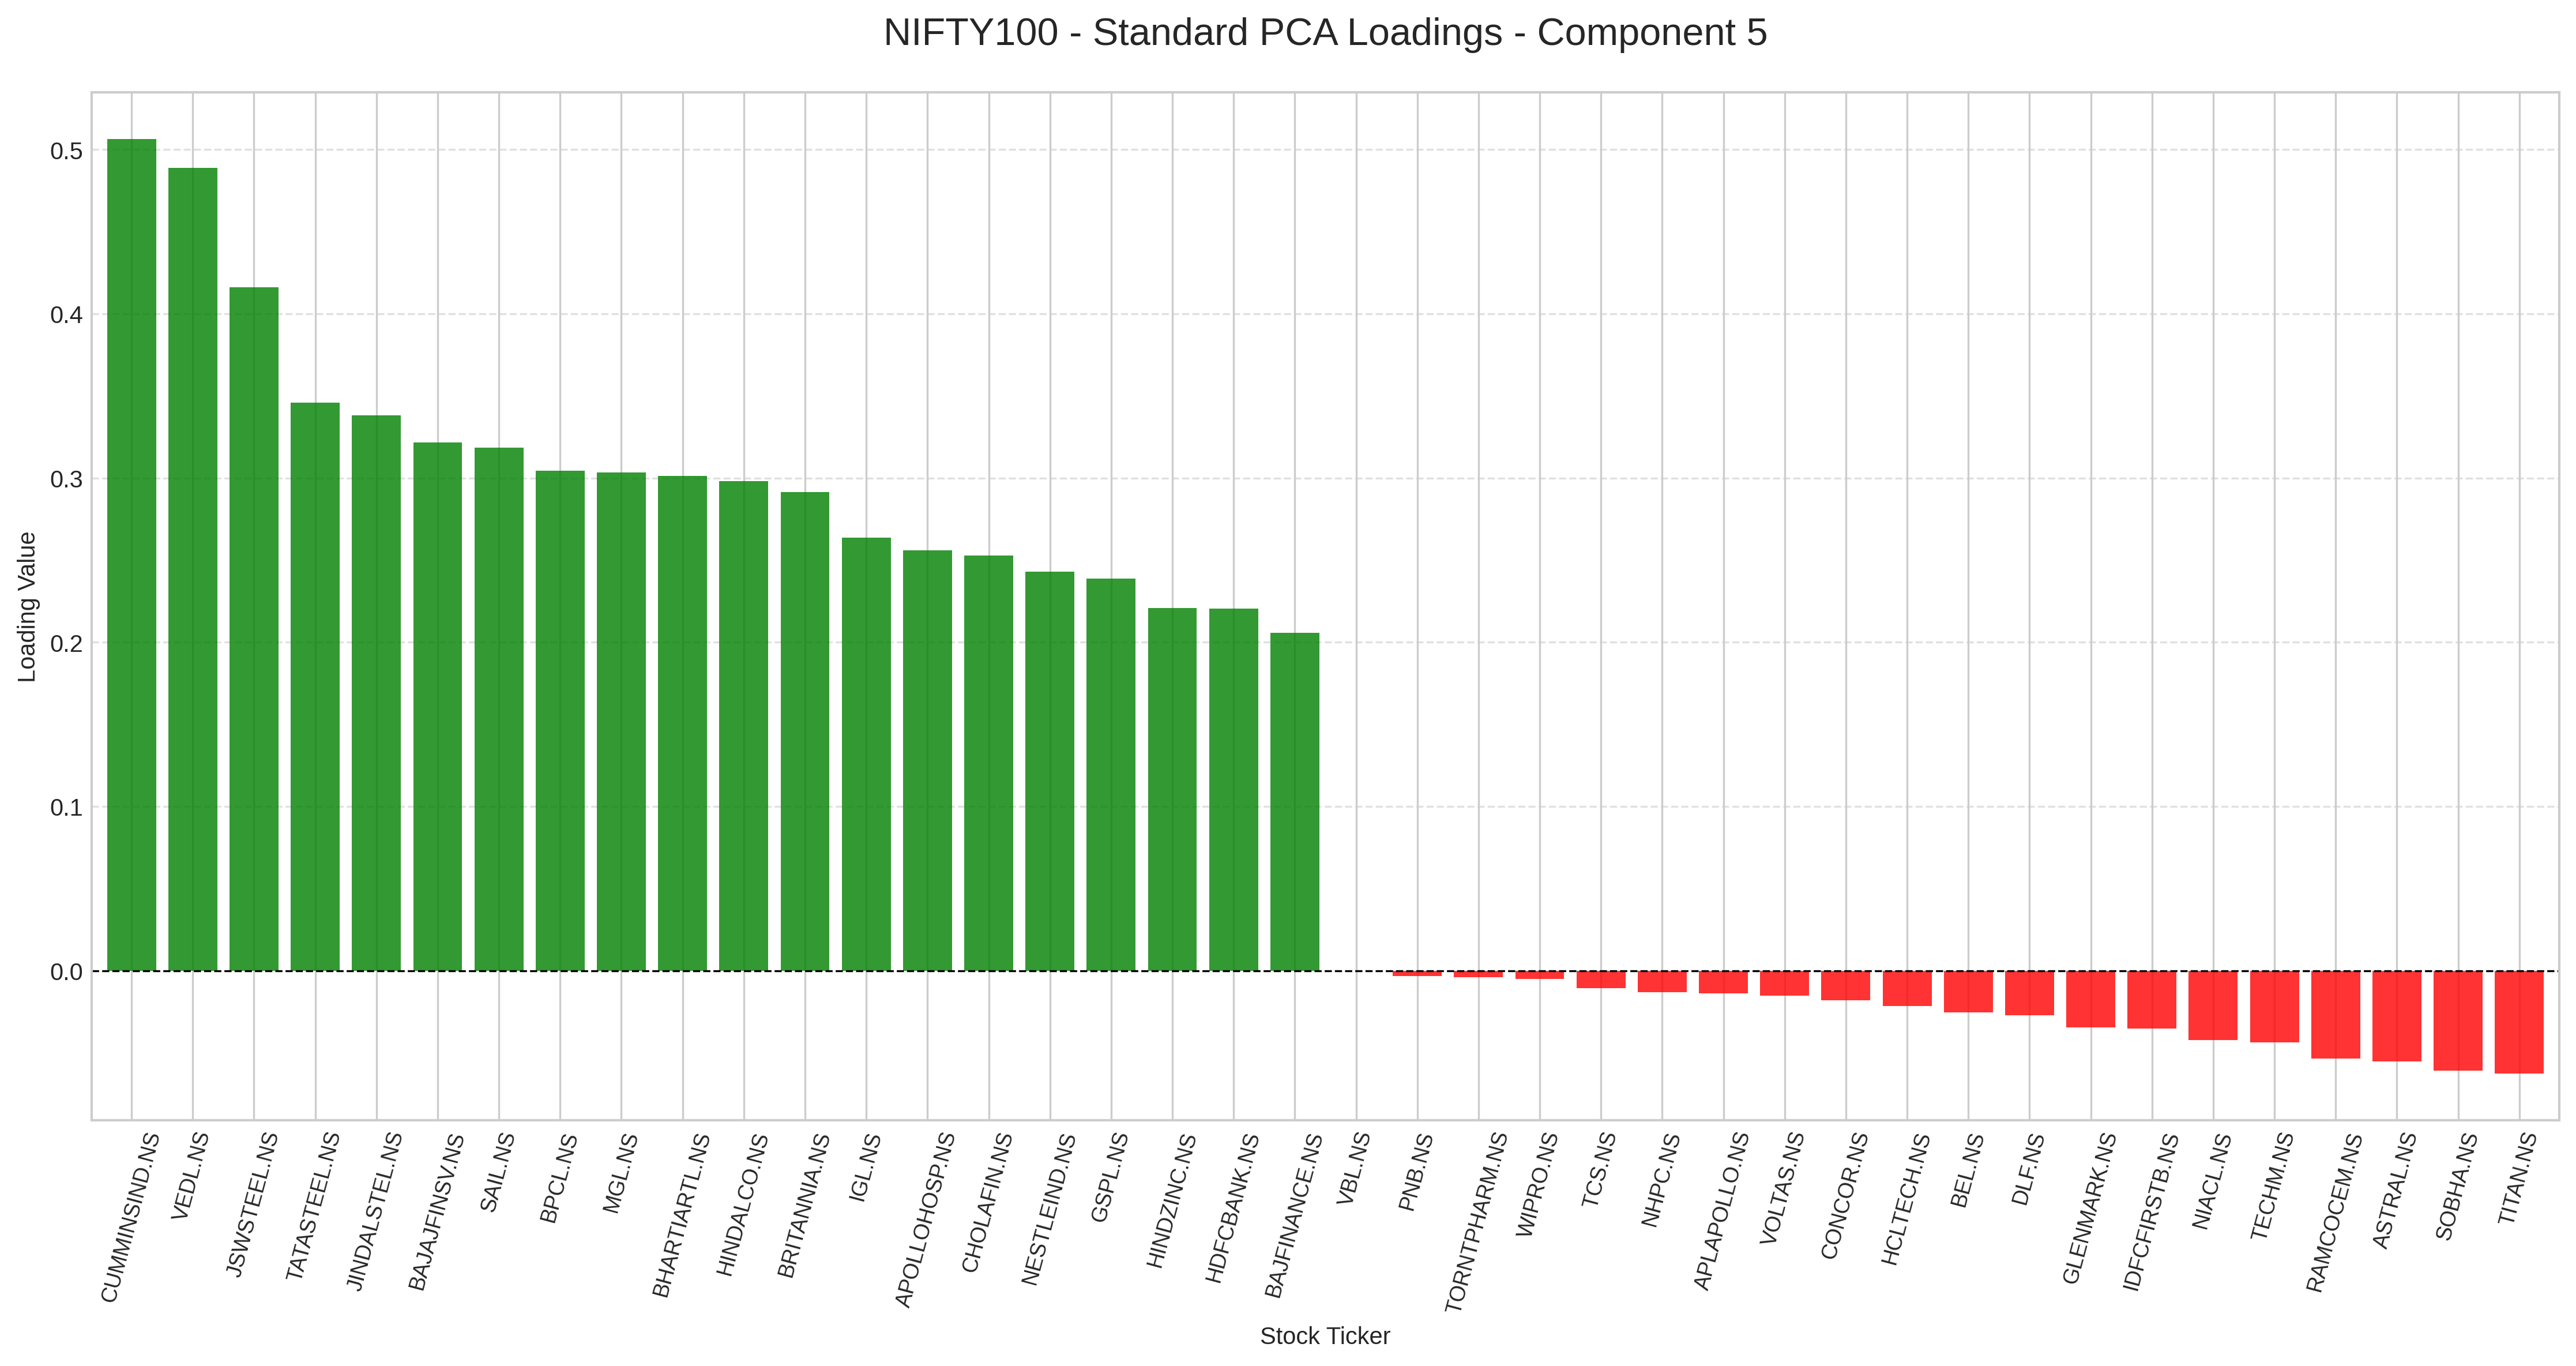 NIFTY100 - Standard PCA Loadings - Component 5
Loading Value
0.5
0.4
0.3
0.2
0.1
0.0
CUMMINSIND.NS
VEDL.NS
JSWSTEEL.NS
TATASTEEL.NS
JINDALSTEL.NS
BAJAJFINSV.NS
SAIL.NS
BPCL.NS
MGL.NS
BHARTIARTL.NS
HINDALCO.NS
BRITANNIA.NS
IGL.NS
APOLLOHOSP.NS
CHOLAFIN.NS
NESTLEIND.NS
GSPL.NS
HINDZINC.NS
HDFCBANK.NS
BAJFINANCE.NS
VBL.NS
PNB.NS
TORNTPHARM.NS
WIPRO.NS
TCS.NS
NHPC.NS
APLAPOLLO.NS
VOLTAS.NS
CONCOR.NS
HCLTECH.NS
BEL.NS
DLF.NS
GLENMARK.NS
IDFCFIRSTB.NS
NIACL.NS
TECHM.NS
RAMCOCEM.NS
ASTRAL.NS
SOBHA.NS
TITAN.NS
Stock Ticker